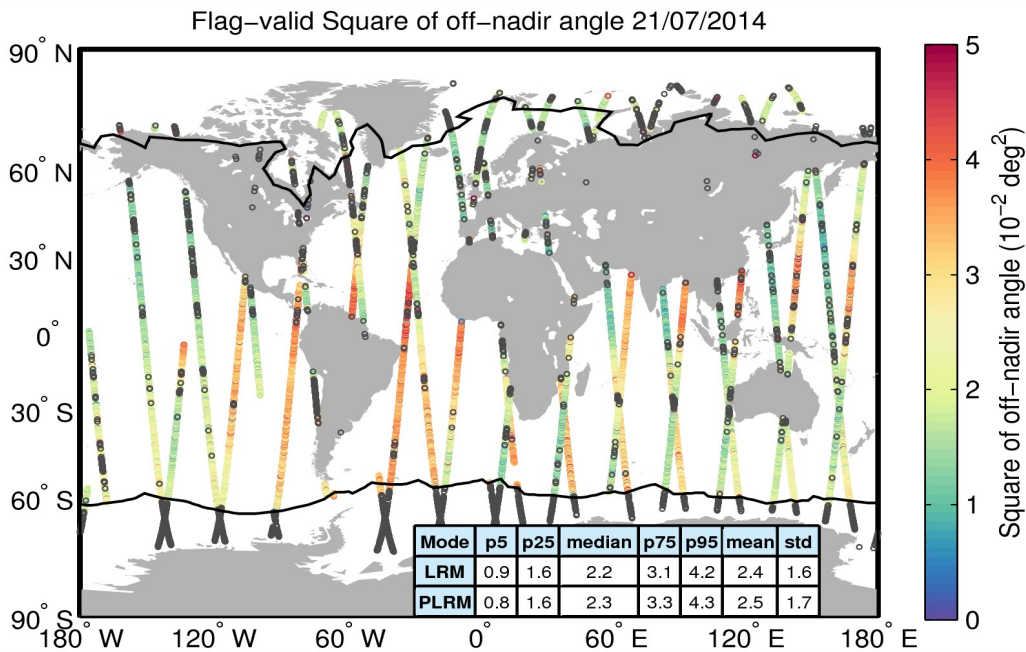 Flag−valid Square of off−nadir angle 21/07/2014
90° N
60° N
30° N
0°
30° S
60° S
90° S
180° W
120° W
60° W
0°
60° E
120° E
180° E
Mode p5 p25 median p75 p95 mean std
LRM 0.9 1.6 2.2 3.1 4.2 2.4 1.6
PLRM 0.8 1.6 2.3 3.3 4.3 2.5 1.7
5
4
3
2
1
0
Square of off−nadir angle (10⁻² deg²)